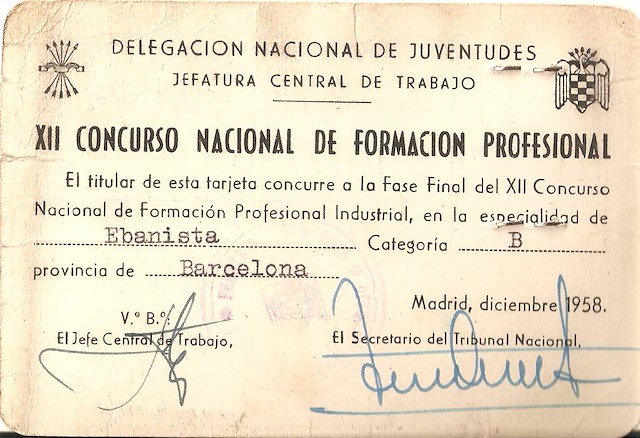 DELEGACION NACIONAL DE JUVENTUDES
JEFATURA CENTRAL DE TRABAJO
XII CONCURSO NACIONAL DE FORMACION PROFESIONAL
El titular de esta tarjeta concurre a la Fase Final del XII Concurso
Nacional de Formación Profesional Industrial, en la especialidad de
Ebanista Categoría B
provincia de Barcelona
Madrid, diciembre 1958.
V.º B.º:
El Jefe Central de Trabajo, El Secretario del Tribunal Nacional,